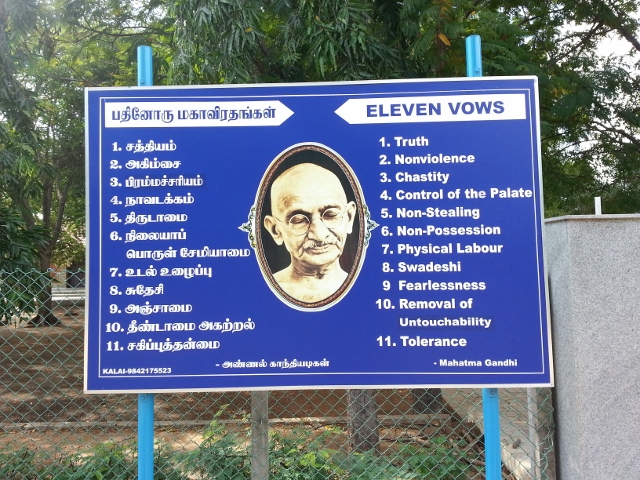 பதினோரு மகாவிரதங்கள்
1. சத்தியம்
2. அகிம்சை
3. பிரம்மச்சரியம்
4. நாவடக்கம்
5. திருடாமை
6. நிலையாப்
பொருள் சேமியாமை
7. உடல் உழைப்பு
8. சுதேசி
9. அஞ்சாமை
10. தீண்டாமை அகற்றல்
11. சகிப்புத்தன்மை
- அண்ணல் காந்தியடிகள்
KALAI-9842175523
ELEVEN VOWS
1. Truth
2. Nonviolence
3. Chastity
4. Control of the Palate
5. Non-Stealing
6. Non-Possession
7. Physical Labour
8. Swadeshi
9 Fearlessness
10. Removal of
Untouchability
11. Tolerance
- Mahatma Gandhi